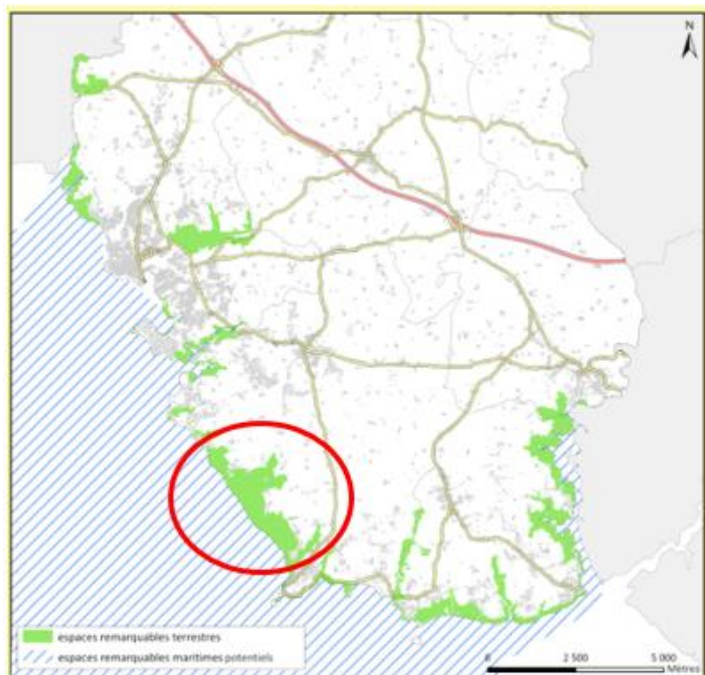 N
espaces remarquables terrestres
espaces remarquables maritimes potentiels
0 2 500 5 000
Mètres